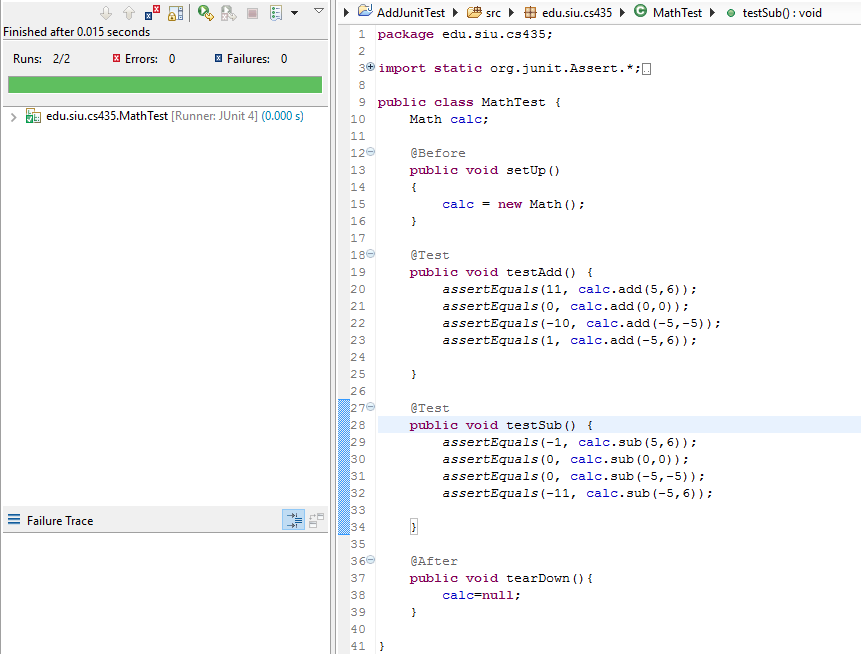 Finished after 0.015 seconds
Runs: 2/2 Errors: 0 Failures: 0
edu.siu.cs435.MathTest [Runner: JUnit 4] (0.000 s)
Failure Trace
AddJunitTest src edu.siu.cs435 MathTest testSub() : void
1 package edu.siu.cs435;
2
3 import static org.junit.Assert.*;
8
9 public class MathTest {
10 Math calc;
11
12 @Before
13 public void setUp()
14 {
15 calc = new Math();
16 }
17
18 @Test
19 public void testAdd() {
20 assertEquals(11, calc.add(5,6));
21 assertEquals(0, calc.add(0,0));
22 assertEquals(-10, calc.add(-5,-5));
23 assertEquals(1, calc.add(-5,6));
24
25 }
26
27 @Test
28 public void testSub() {
29 assertEquals(-1, calc.sub(5,6));
30 assertEquals(0, calc.sub(0,0));
31 assertEquals(0, calc.sub(-5,-5));
32 assertEquals(-11, calc.sub(-5,6));
33
34 }
35
36 @After
37 public void tearDown(){
38 calc=null;
39 }
40
41 }